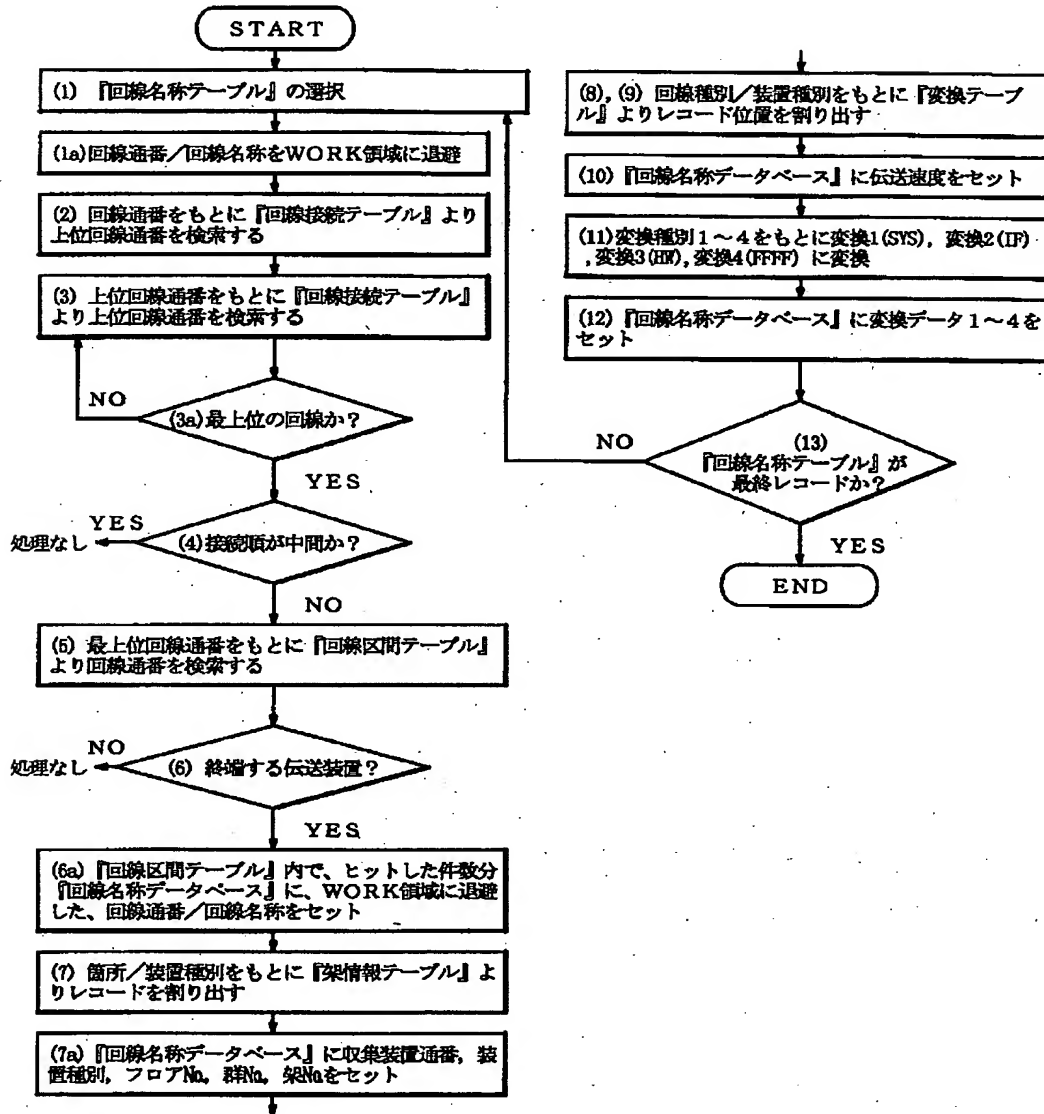 START
(1) 『回線名称テーブル』の選択
(1a)回線通番／回線名称をWORK領域に退避
(2) 回線通番をもとに『回線接続テーブル』より
上位回線通番を検索する
(3) 上位回線通番をもとに『回線接続テーブル』
より上位回線通番を検索する
NO
(3a)最上位の回線か？
YES
YES
処理なし
(4)接続順が中間か？
NO
(5) 最上位回線通番をもとに『回線区間テーブル』
より回線通番を検索する
NO
処理なし
(6) 終端する伝送装置？
YES
(6a)『回線区間テーブル』内で、ヒットした件数分
『回線名称データベース』に、WORK領域に退避
した、回線通番／回線名称をセット
(7)箇所／装置種別をもとに『架情報テーブル』よ
りレコードを割り出す
(7a)『回線名称データベース』に収集装置通番，装
置種別，フロアNo，群No，架Noをセット
(8),(9) 回線種別／装置種別をもとに『変換テーブ
ル』よりレコード位置を割り出す
(10)『回線名称データベース』に伝送速度をセット
(11)変換種別１～４をもとに変換1(SYS)，変換2(IF)
，変換3(HW)，変換4(FFFF) に変換
(12)『回線名称データベース』に変換データ１～４を
セット
NO
(13)
『回線名称テーブル』が
最終レコードか？
YES
END